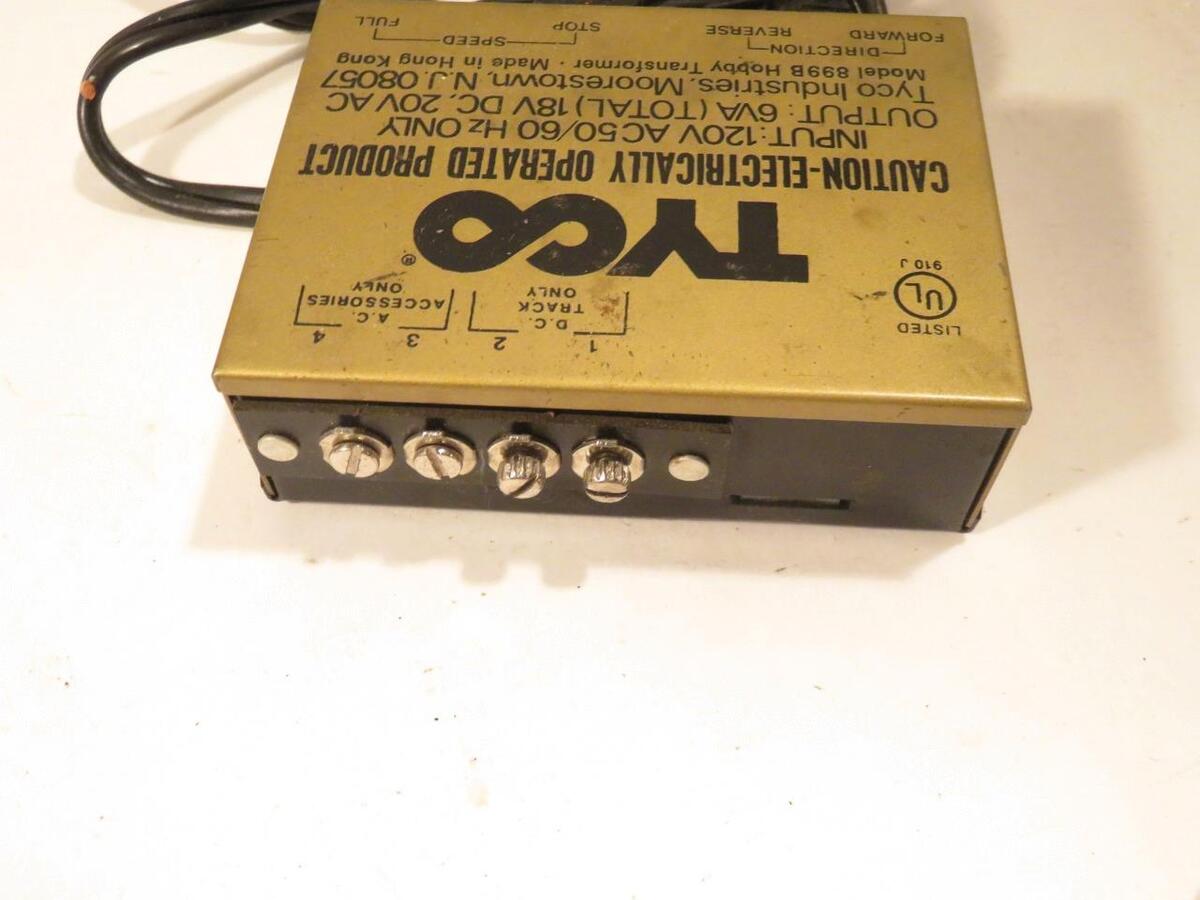 FORWARD REVERSE STOP FULL
DIRECTION SPEED
Model 899B Hobby Transformer · Made in Hong Kong
Tyco Industries, Moorestown, N.J. 08057
OUTPUT: 6VA (TOTAL) 18V DC, 20V AC
INPUT: 120V AC 50/60 Hz ONLY
CAUTION-ELECTRICALLY OPERATED PRODUCT
TYCO®
910 J
UL
LISTED
D.C.
TRACK
ONLY
1 2
A.C.
ACCESSORIES
ONLY
3 4